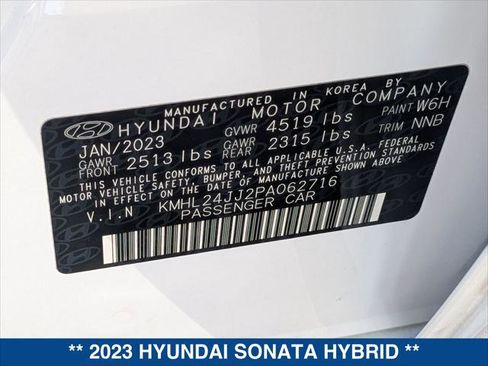 MANUFACTURED IN KOREA BY
HYUNDAI MOTOR COMPANY
JAN/2023 GVWR 4519 lbs PAINT W6H
GAWR FRONT 2513 lbs GAWR REAR 2315 lbs TRIM NNB
THIS VEHICLE CONFORMS TO ALL APPLICABLE U.S.A. FEDERAL
MOTOR VEHICLE SAFETY, BUMPER, AND THEFT PREVENTION STANDARDS
IN EFFECT ON THE DATE OF MANUFACTURE SHOWN ABOVE.
V.I.N KMHL24JJ2PA062716
PASSENGER CAR
** 2023 HYUNDAI SONATA HYBRID **